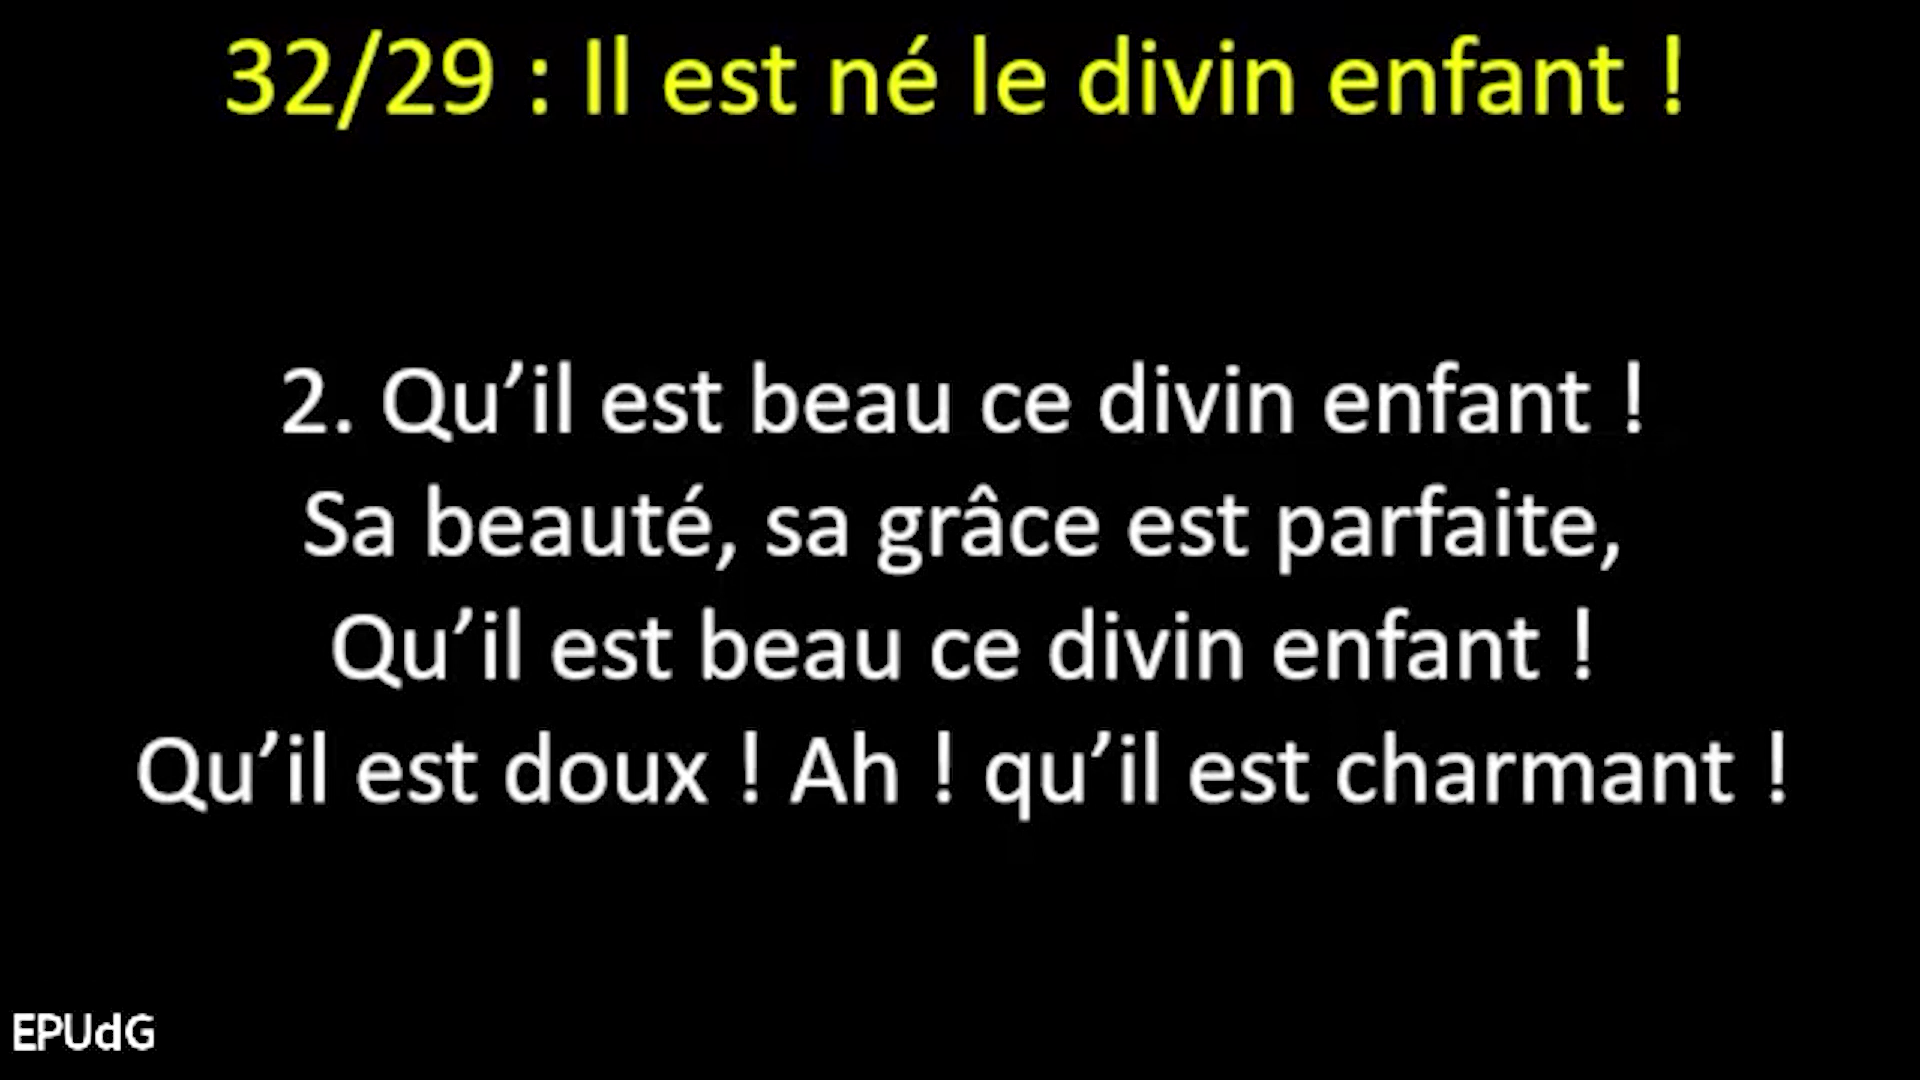 32/29 : Il est né le divin enfant !
2. Qu’il est beau ce divin enfant !
Sa beauté, sa grâce est parfaite,
Qu’il est beau ce divin enfant !
Qu’il est doux ! Ah ! qu’il est charmant !
EPUdG